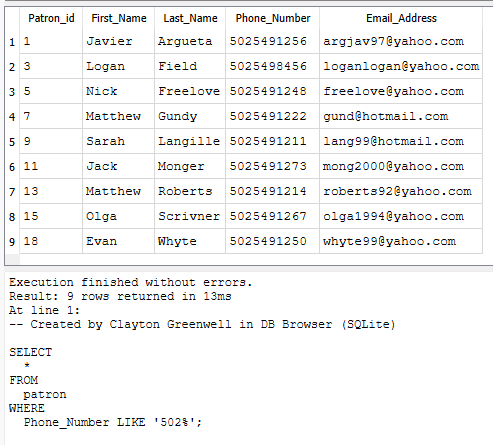 Patron_id First_Name Last_Name Phone_Number Email_Address
1 1 Javier Argueta 5025491256 argjav97@yahoo.com
2 3 Logan Field 5025498456 loganlogan@yahoo.com
3 5 Nick Freelove 5025491248 freelove@yahoo.com
4 7 Matthew Gundy 5025491222 gund@hotmail.com
5 9 Sarah Langille 5025491211 lang99@hotmail.com
6 11 Jack Monger 5025491273 mong2000@yahoo.com
7 13 Matthew Roberts 5025491214 roberts92@yahoo.com
8 15 Olga Scrivner 5025491267 olga1994@yahoo.com
9 18 Evan Whyte 5025491250 whyte99@yahoo.com
Execution finished without errors.
Result: 9 rows returned in 13ms
At line 1:
-- Created by Clayton Greenwell in DB Browser (SQLite)
SELECT
*
FROM
patron
WHERE
Phone_Number LIKE '502%';